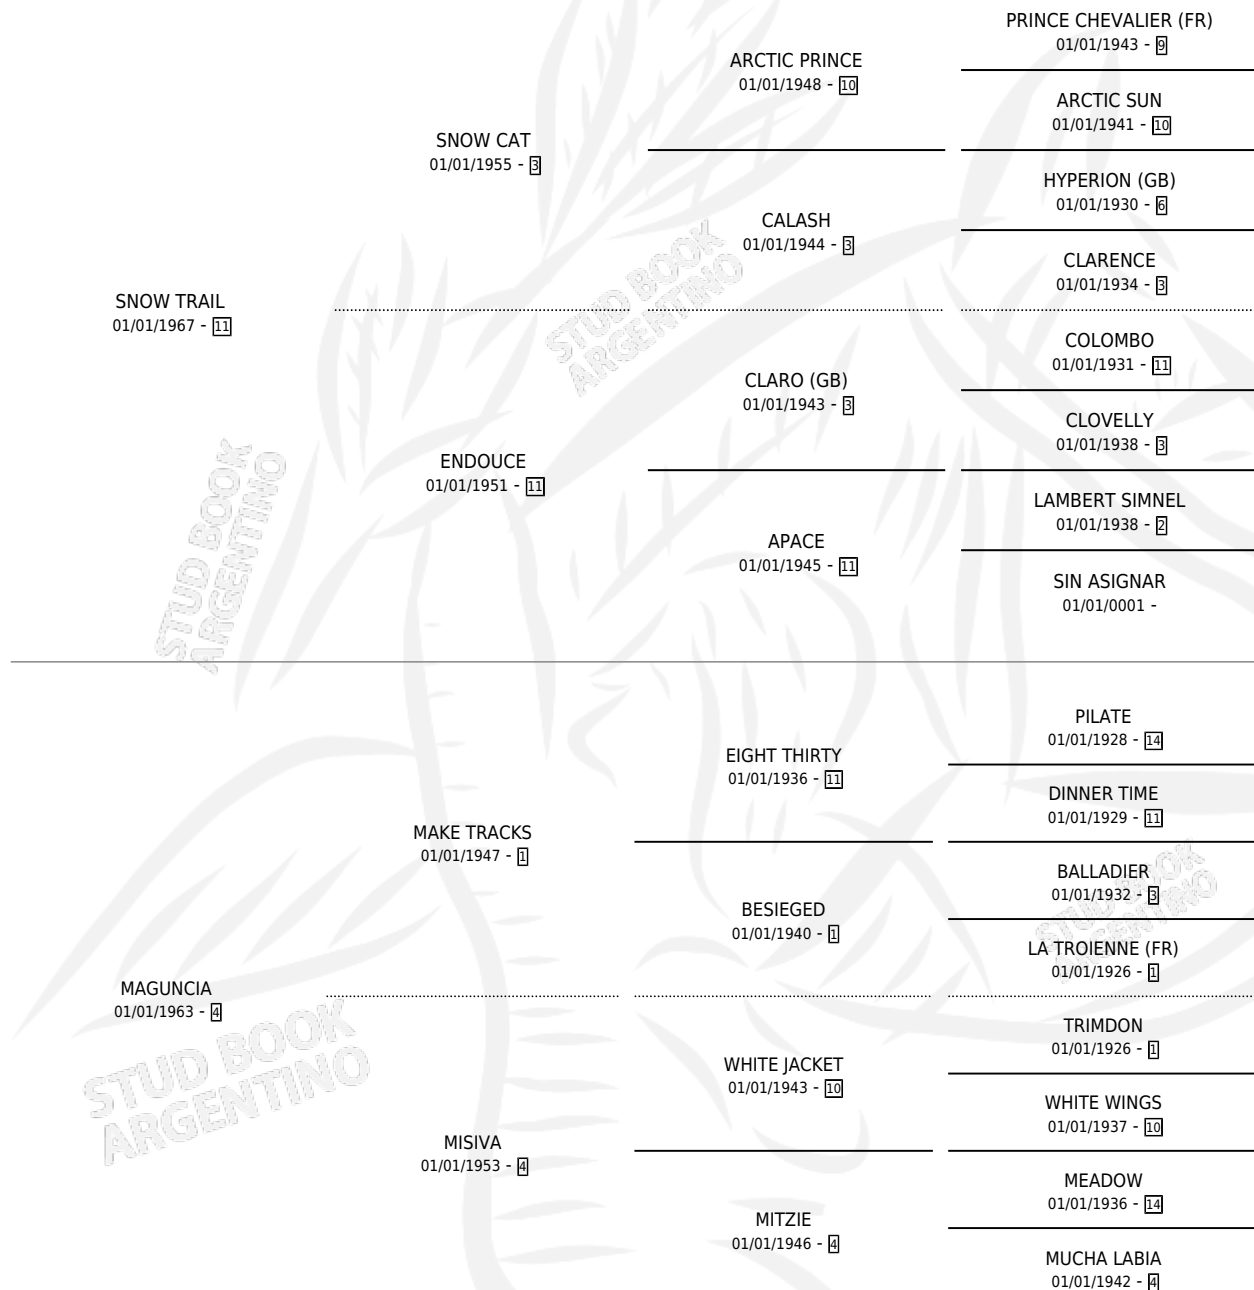 PRINCE CHEVALIER (FR)
01/01/1943 - 9
ARCTIC PRINCE
01/01/1948 - 10
ARCTIC SUN
01/01/1941 - 10
SNOW CAT
01/01/1955 - 3
HYPERION (GB)
01/01/1930 - 6
CALASH
01/01/1944 - 3
CLARENCE
01/01/1934 - 3
SNOW TRAIL
01/01/1967 - 11
COLOMBO
01/01/1931 - 11
CLARO (GB)
01/01/1943 - 3
CLOVELLY
01/01/1938 - 3
ENDOUCE
01/01/1951 - 11
LAMBERT SIMNEL
01/01/1938 - 2
APACE
01/01/1945 - 11
SIN ASIGNAR
01/01/0001 -
PILATE
01/01/1928 - 14
EIGHT THIRTY
01/01/1936 - 11
DINNER TIME
01/01/1929 - 11
MAKE TRACKS
01/01/1947 - 1
BALLADIER
01/01/1932 - 3
BESIEGED
01/01/1940 - 1
LA TROIENNE (FR)
01/01/1926 - 1
MAGUNCIA
01/01/1963 - 4
TRIMDON
01/01/1926 - 1
WHITE JACKET
01/01/1943 - 10
WHITE WINGS
01/01/1937 - 10
MISIVA
01/01/1953 - 4
MEADOW
01/01/1936 - 14
MITZIE
01/01/1946 - 4
MUCHA LABIA
01/01/1942 - 4
STUD BOOK
ARGENTINO
STUD BOOK
ARGENTINO
STUD BOOK
ARGENTINO
STUD BOOK
ARGENTINO